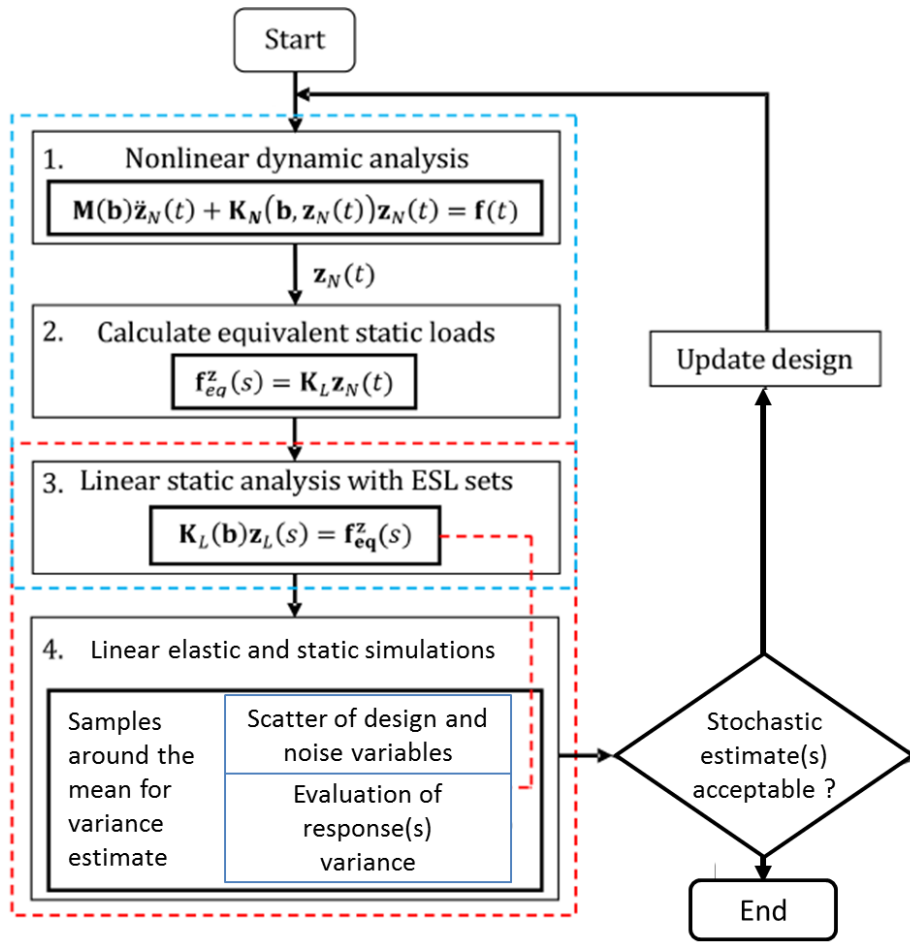 Start
1. Nonlinear dynamic analysis
𝐌(𝐛)𝐳̈_N(t) + 𝐊_N(𝐛, 𝐳_N(t))𝐳_N(t) = 𝐟(t)
𝐳_N(t)
2. Calculate equivalent static loads
𝐟^𝐳_eq(s) = 𝐊_L𝐳_N(t)
3. Linear static analysis with ESL sets
𝐊_L(𝐛)𝐳_L(s) = 𝐟^𝐳_𝐞𝐪(s)
4. Linear elastic and static simulations
Samples
around the
mean for
variance
estimate
Scatter of design and
noise variables
Evaluation of
response(s)
variance
Update design
Stochastic
estimate(s)
acceptable ?
End